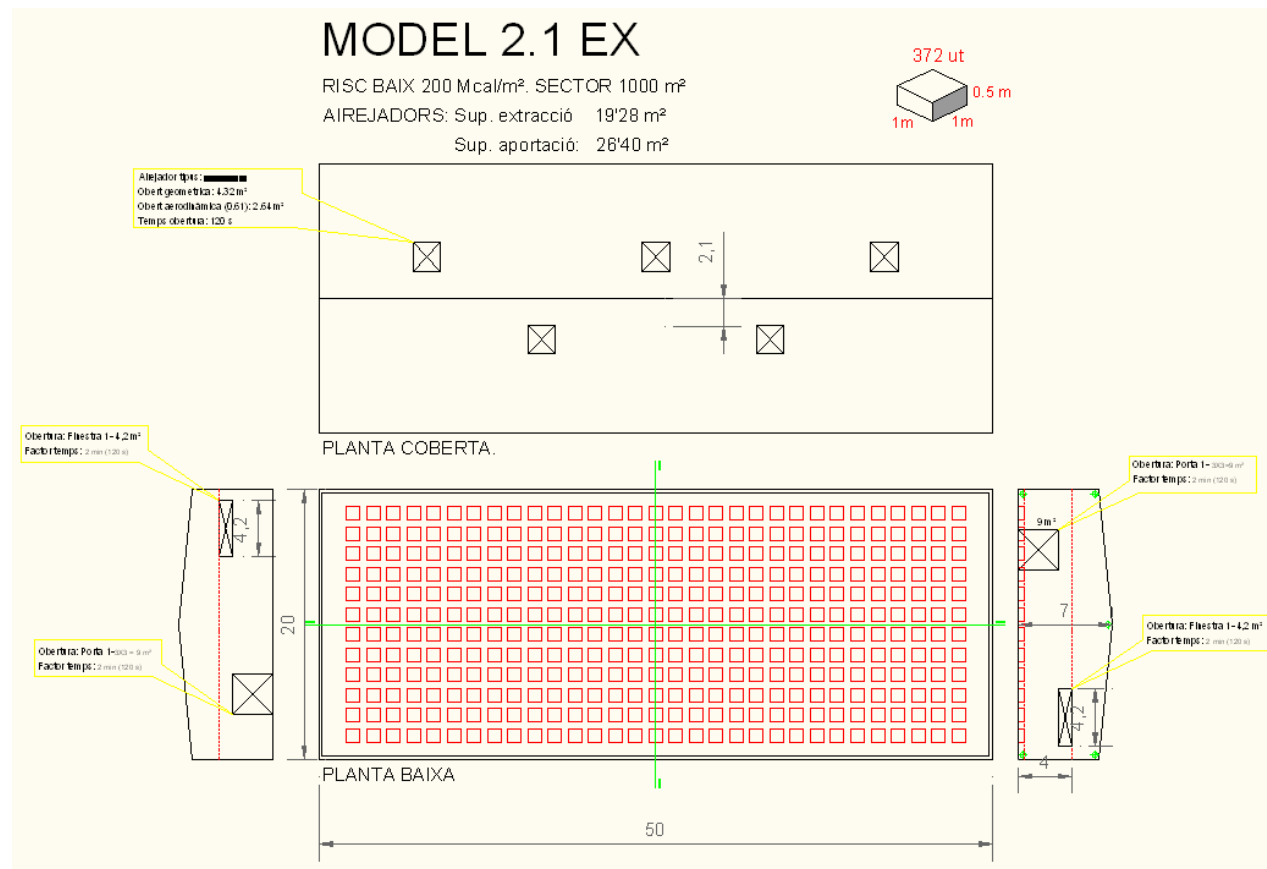 MODEL 2.1 EX
372 ut
RISC BAIX 200 Mcal/m². SECTOR 1000 m²
0.5 m
AIREJADORS: Sup. extracció 19'28 m²
1m
1m
Sup. aportació: 26'40 m²
Airejador tipus:
Obert geometrica: 4.32 m²
Obert aerodinàmica (0.61): 2.64 m²
Temps obertura: 120 s
2,1
PLANTA COBERTA.
Obertura: Finestra 1- 4,2 m²
Factor temps: 2 min (120 s)
Obertura: Porta 1- 3X3=9 m²
Factor temps: 2 min (120 s)
4,2
9 m²
20
7
Obertura: Finestra 1- 4,2 m²
Factor temps: 2 min (120 s)
Obertura: Porta 1- 3X3 = 9 m²
Factor temps: 2 min (120 s)
4,2
4
PLANTA BAIXA
50